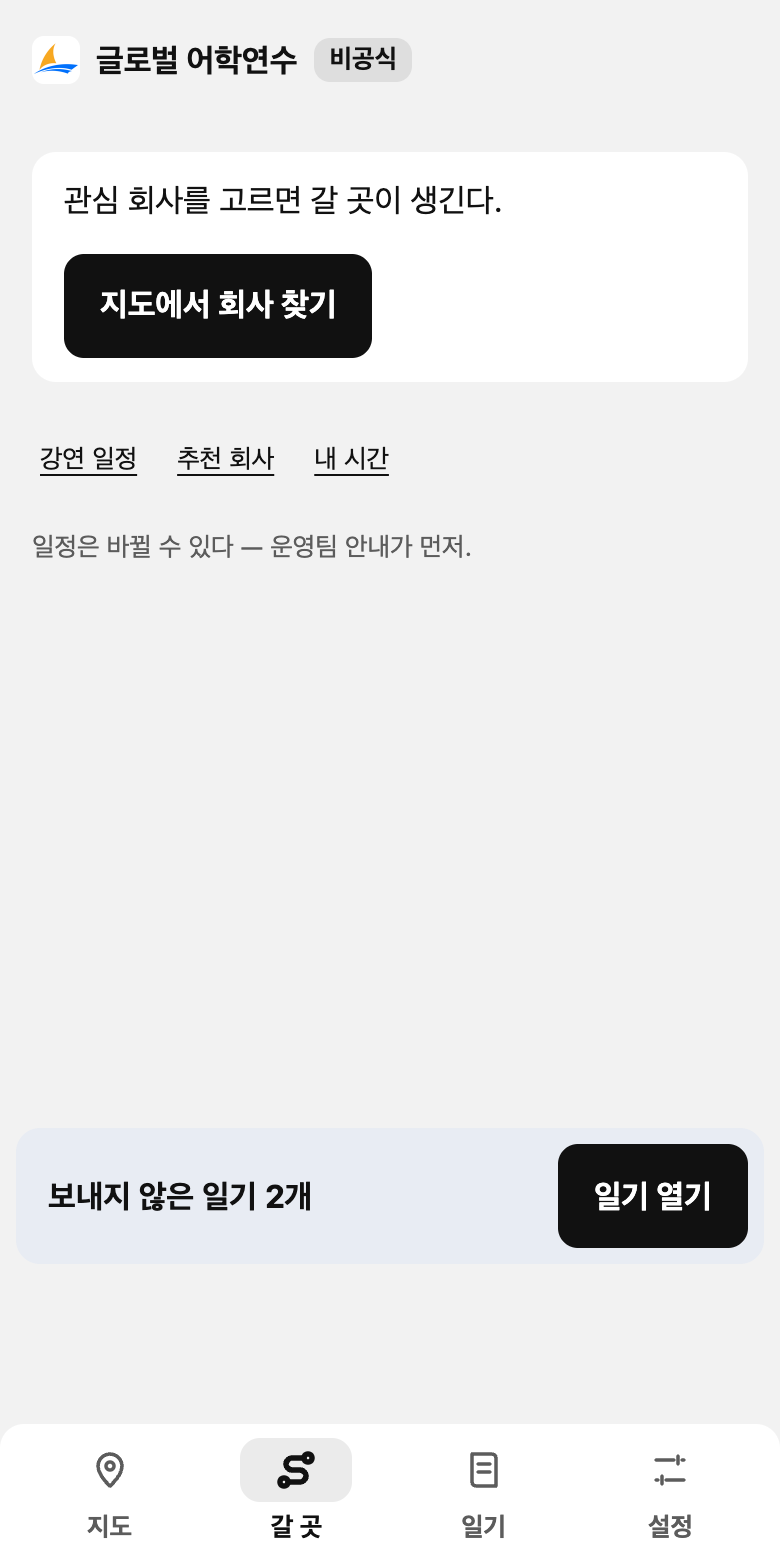 글로벌 어학연수 비공식
관심 회사를 고르면 갈 곳이 생긴다.
지도에서 회사 찾기
강연 일정 추천 회사 내 시간
일정은 바뀔 수 있다 — 운영팀 안내가 먼저.
보내지 않은 일기 2개 일기 열기
지도 갈 곳 일기 설정